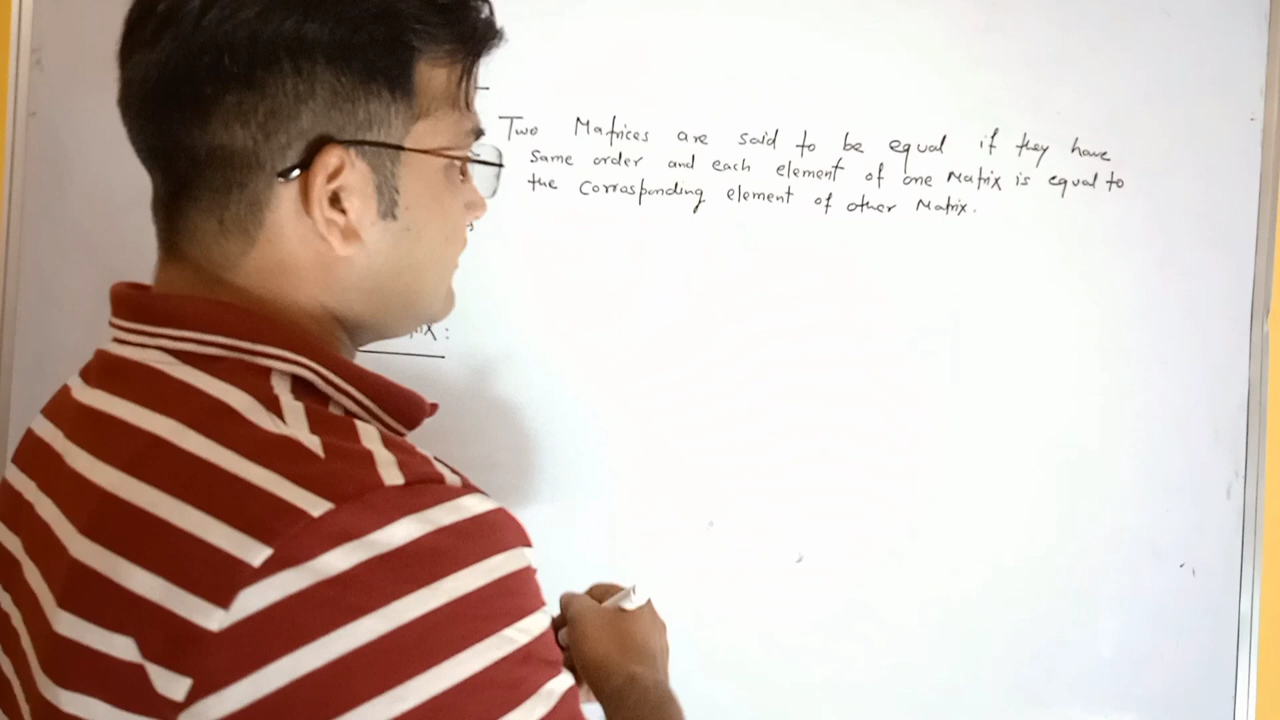 Two Matrices are said to be equal if they have
same order and each element of one Matrix is equal to
the corrasponding element of other Matrix.